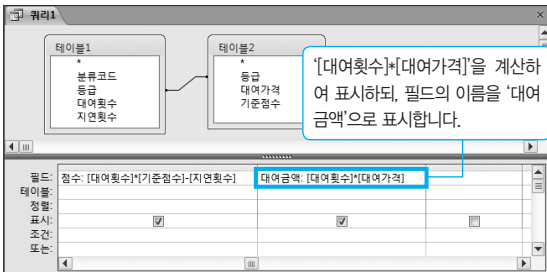 쿼리1
테이블1
*
분류코드
등급
대여횟수
지연횟수
테이블2
*
등급
대여가격
기준점수
'[대여횟수]*[대여가격]'을 계산하
여 표시하되, 필드의 이름을 '대여
금액'으로 표시합니다.
필드: 점수: [대여횟수]*[기준점수]-[지연횟수] 대여금액: [대여횟수]*[대여가격]
테이블:
정렬:
표시:
조건:
또는: